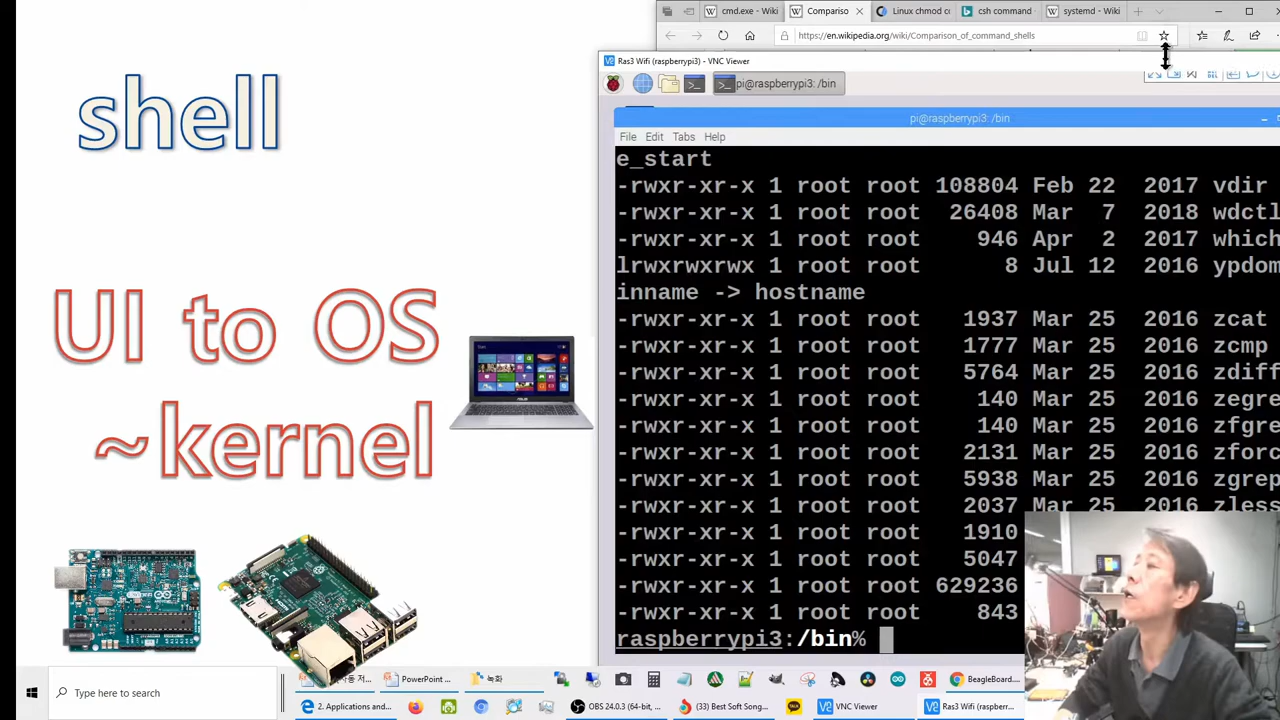 cmd.exe - Wiki
Compariso
Linux chmod c
csh command
systemd - Wiki
https://en.wikipedia.org/wiki/Comparison_of_command_shells
Ras3 Wifi (raspberrypi3) - VNC Viewer
pi@raspberrypi3: /bin
pi@raspberrypi3: /bin
File Edit Tabs Help
e_start
-rwxr-xr-x 1 root root 108804 Feb 22 2017 vdir
-rwxr-xr-x 1 root root 26408 Mar 7 2018 wdctl
-rwxr-xr-x 1 root root 946 Apr 2 2017 which
lrwxrwxrwx 1 root root 8 Jul 12 2016 ypdom
inname -> hostname
-rwxr-xr-x 1 root root 1937 Mar 25 2016 zcat
-rwxr-xr-x 1 root root 1777 Mar 25 2016 zcmp
-rwxr-xr-x 1 root root 5764 Mar 25 2016 zdiff
-rwxr-xr-x 1 root root 140 Mar 25 2016 zegre
-rwxr-xr-x 1 root root 140 Mar 25 2016 zfgre
-rwxr-xr-x 1 root root 2131 Mar 25 2016 zforc
-rwxr-xr-x 1 root root 5938 Mar 25 2016 zgrep
-rwxr-xr-x 1 root root 2037 Mar 25 2016 zless
-rwxr-xr-x 1 root root 1910
-rwxr-xr-x 1 root root 5047
-rwxr-xr-x 1 root root 629236
-rwxr-xr-x 1 root root 843
raspberrypi3:/bin%
shell
UI to OS
~kernel
PowerPoint ...
녹화
BeagleBoard...
Type here to search
2. Applications and...
OBS 24.0.3 (64-bit, ...
(33) Best Soft Song...
VNC Viewer
Ras3 Wifi (raspberr...